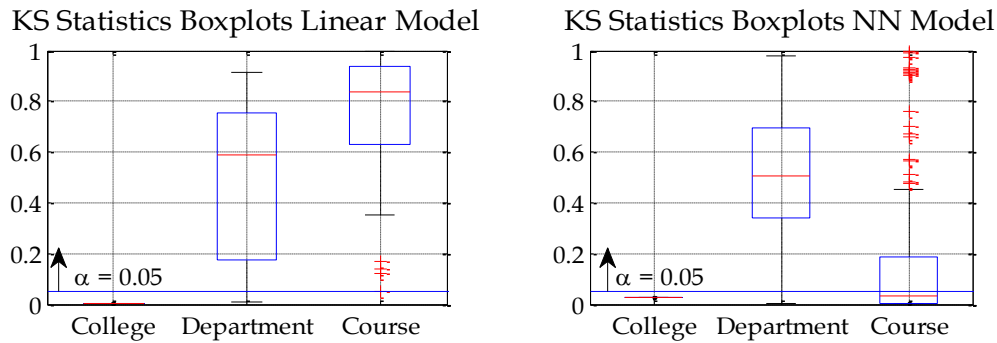 KS Statistics Boxplots Linear Model
1
0.8
0.6
0.4
0.2
0
α = 0.05
College Department Course
KS Statistics Boxplots NN Model
1
0.8
0.6
0.4
0.2
0
α = 0.05
College Department Course